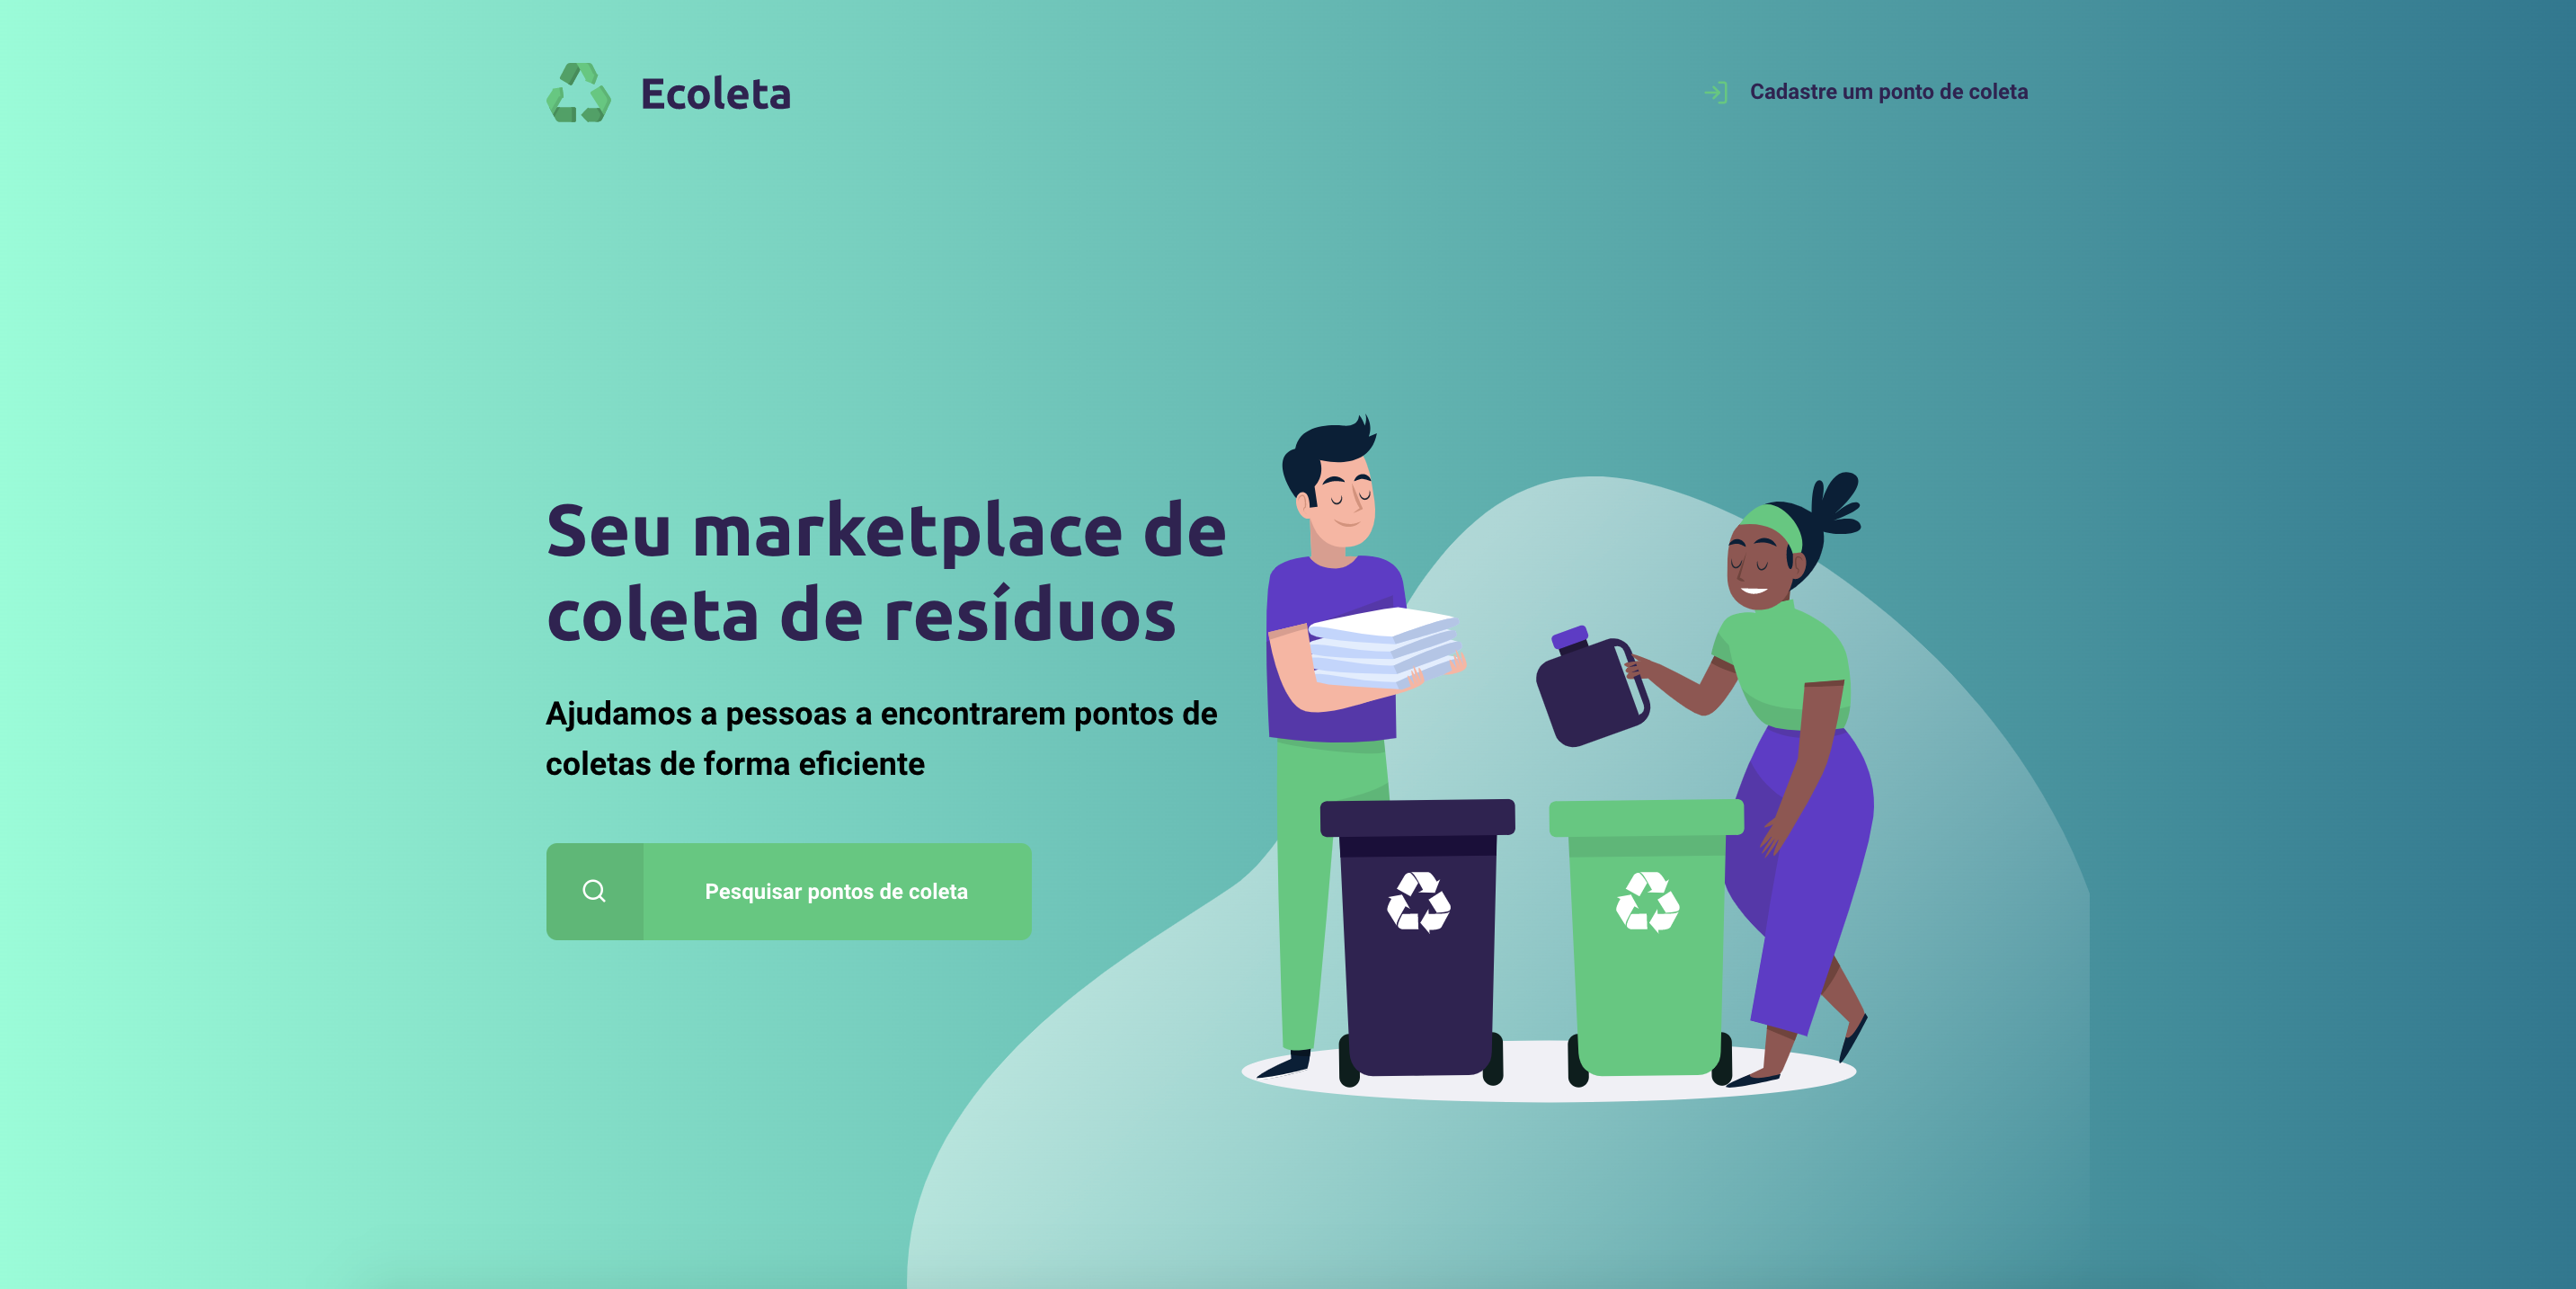 Ecoleta
Cadastre um ponto de coleta
Seu marketplace de
coleta de resíduos
Ajudamos a pessoas a encontrarem pontos de
coletas de forma eficiente
Pesquisar pontos de coleta